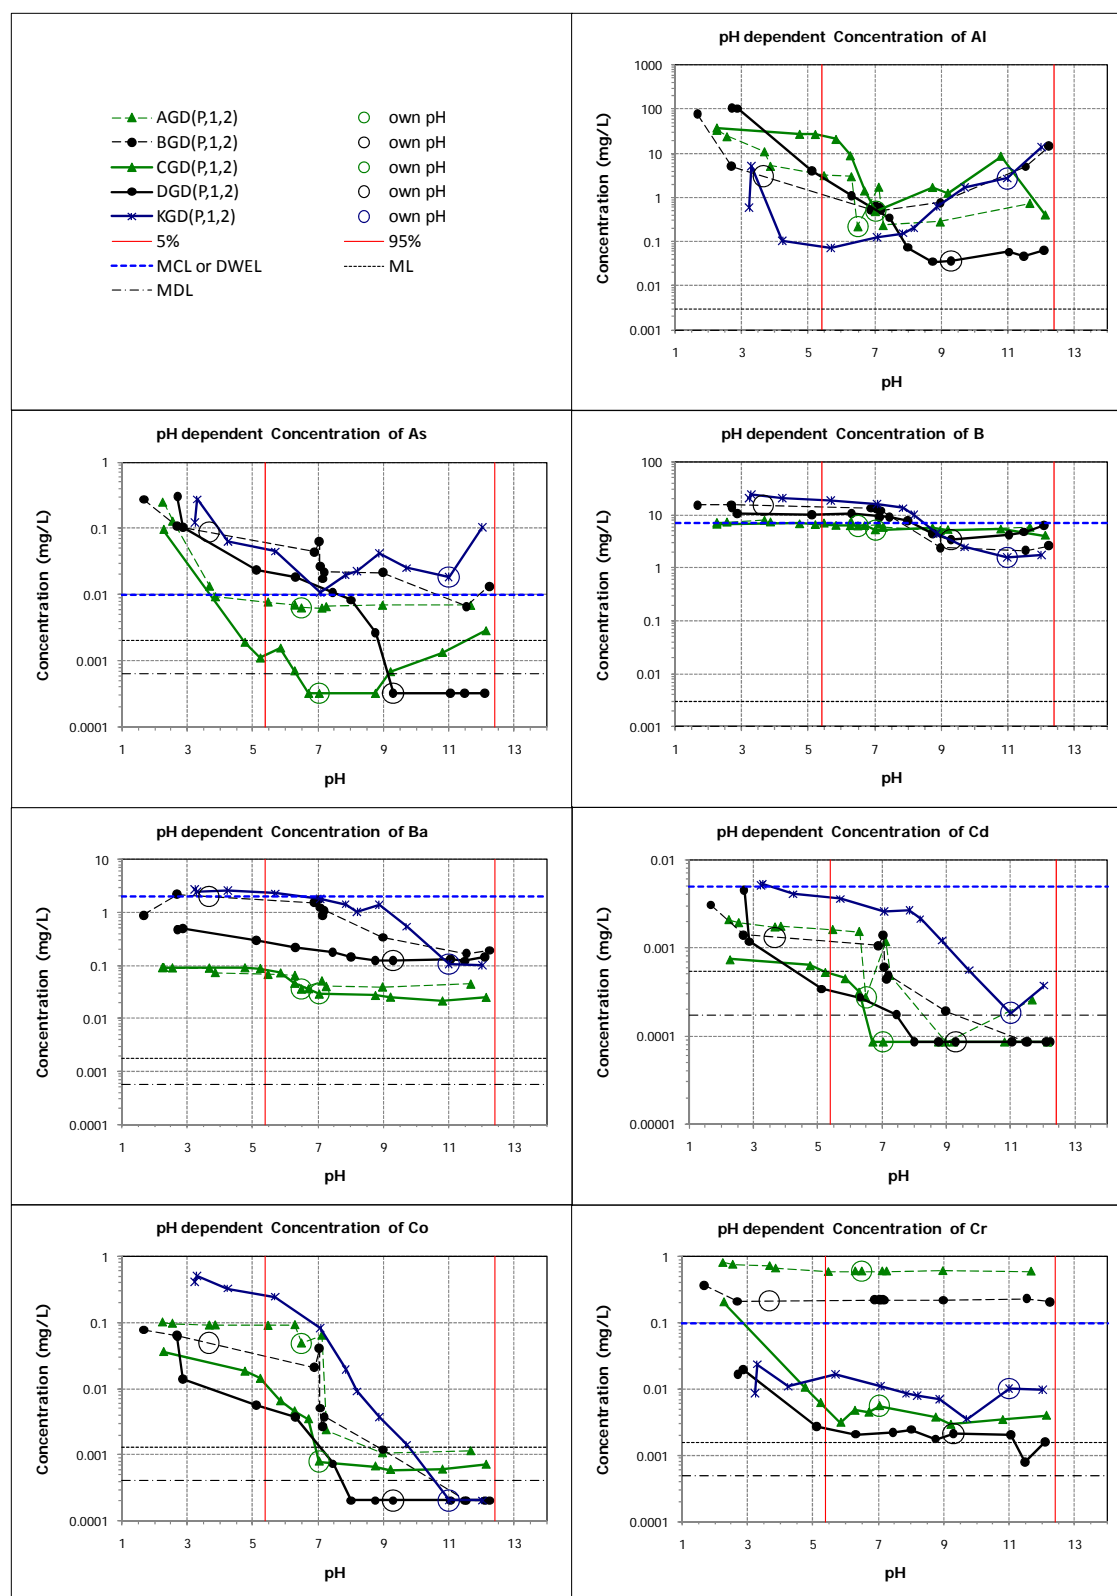 AGD(P,1,2) own pH
BGD(P,1,2) own pH
CGD(P,1,2) own pH
DGD(P,1,2) own pH
KGD(P,1,2) own pH
5% 95%
MCL or DWEL ML
MDL
pH dependent Concentration of Al
Concentration (mg/L)
1000
100
10
1
0.1
0.01
0.001
1 3 5 7 9 11 13
pH
pH dependent Concentration of As
Concentration (mg/L)
1
0.1
0.01
0.001
0.0001
1 3 5 7 9 11 13
pH
pH dependent Concentration of B
Concentration (mg/L)
100
10
1
0.1
0.01
0.001
1 3 5 7 9 11 13
pH
pH dependent Concentration of Ba
Concentration (mg/L)
10
1
0.1
0.01
0.001
0.0001
1 3 5 7 9 11 13
pH
pH dependent Concentration of Cd
Concentration (mg/L)
0.01
0.001
0.0001
0.00001
1 3 5 7 9 11 13
pH
pH dependent Concentration of Co
Concentration (mg/L)
1
0.1
0.01
0.001
0.0001
1 3 5 7 9 11 13
pH
pH dependent Concentration of Cr
Concentration (mg/L)
1
0.1
0.01
0.001
0.0001
1 3 5 7 9 11 13
pH